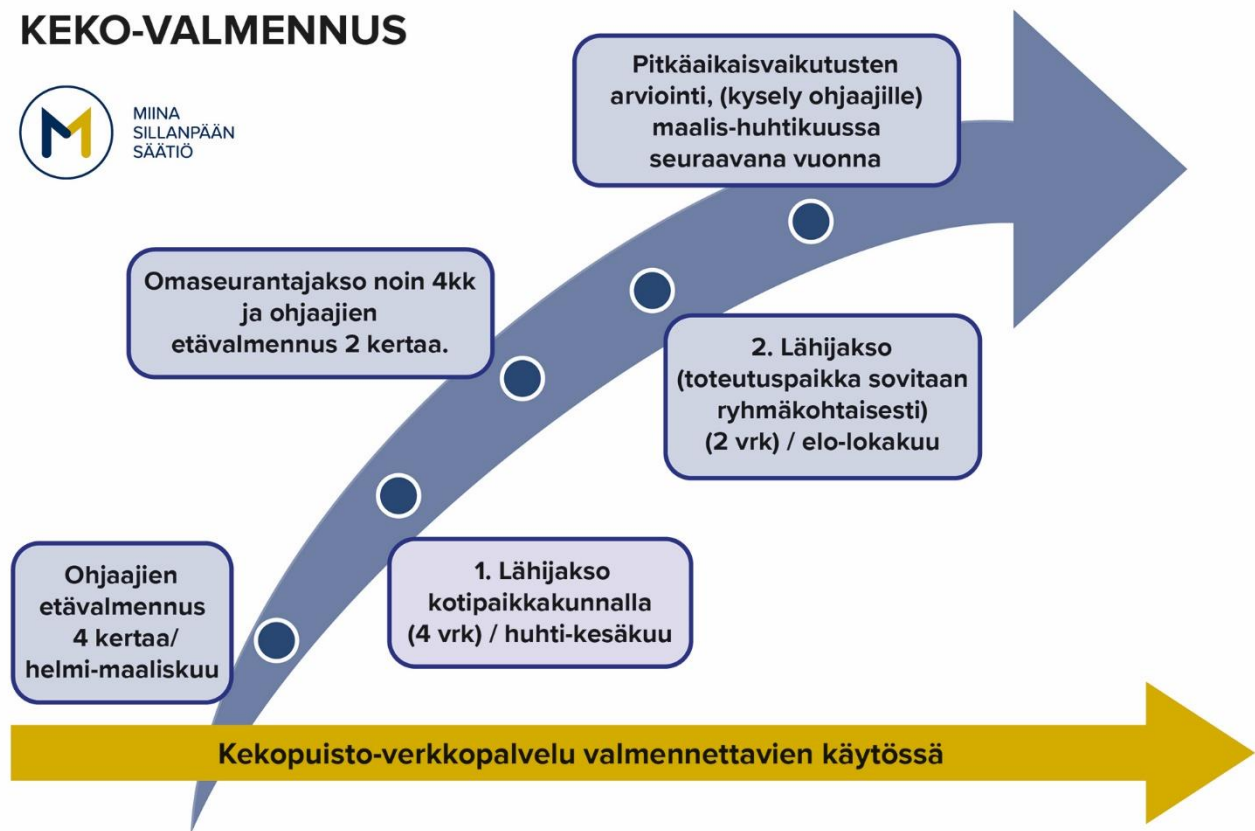 KEKO-VALMENNUS
MIINA
SILLANPÄÄN
SÄÄTIÖ
Pitkäaikaisvaikutusten
arviointi, (kysely ohjaajille)
maalis-huhtikuussa
seuraavana vuonna
Omaseurantajakso noin 4kk
ja ohjaajien
etävalmennus 2 kertaa.
2. Lähijakso
(toteutuspaikka sovitaan
ryhmäkohtaisesti)
(2 vrk) / elo-lokakuu
Ohjaajien
etävalmennus
4 kertaa/
helmi-maaliskuu
1. Lähijakso
kotipaikkakunnalla
(4 vrk) / huhti-kesäkuu
Kekopuisto-verkkopalvelu valmennettavien käytössä